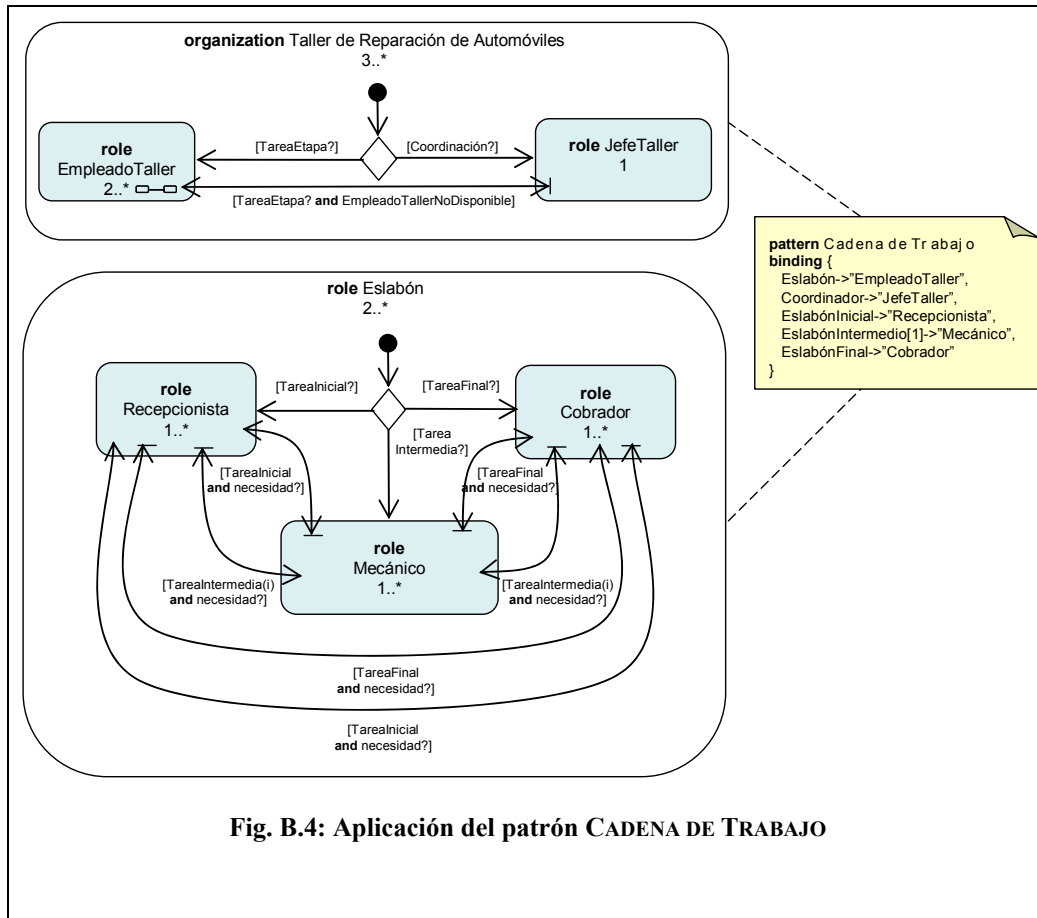 organization Taller de Reparación de Automóviles
3..*
role
EmpleadoTaller
2..*
[TareaEtapa?]
[Coordinación?]
role JefeTaller
1
[TareaEtapa? and EmpleadoTallerNoDisponible]
pattern Cadena de Trabajo
binding {
Eslabón->”EmpleadoTaller”,
Coordinador->”JefeTaller”,
EslabónInicial->”Recepcionista”,
EslabónIntermedio[1]->”Mecánico”,
EslabónFinal->”Cobrador”
}
role Eslabón
2..*
role
Recepcionista
1..*
[TareaInicial?]
[TareaFinal?]
role
Cobrador
1..*
[Tarea
Intermedia?]
[TareaInicial
and necesidad?]
[TareaFinal
and necesidad?]
role
Mecánico
1..*
[TareaIntermedia(i)
and necesidad?]
[TareaIntermedia(i)
and necesidad?]
[TareaFinal
and necesidad?]
[TareaInicial
and necesidad?]
Fig. B.4: Aplicación del patrón CADENA DE TRABAJO